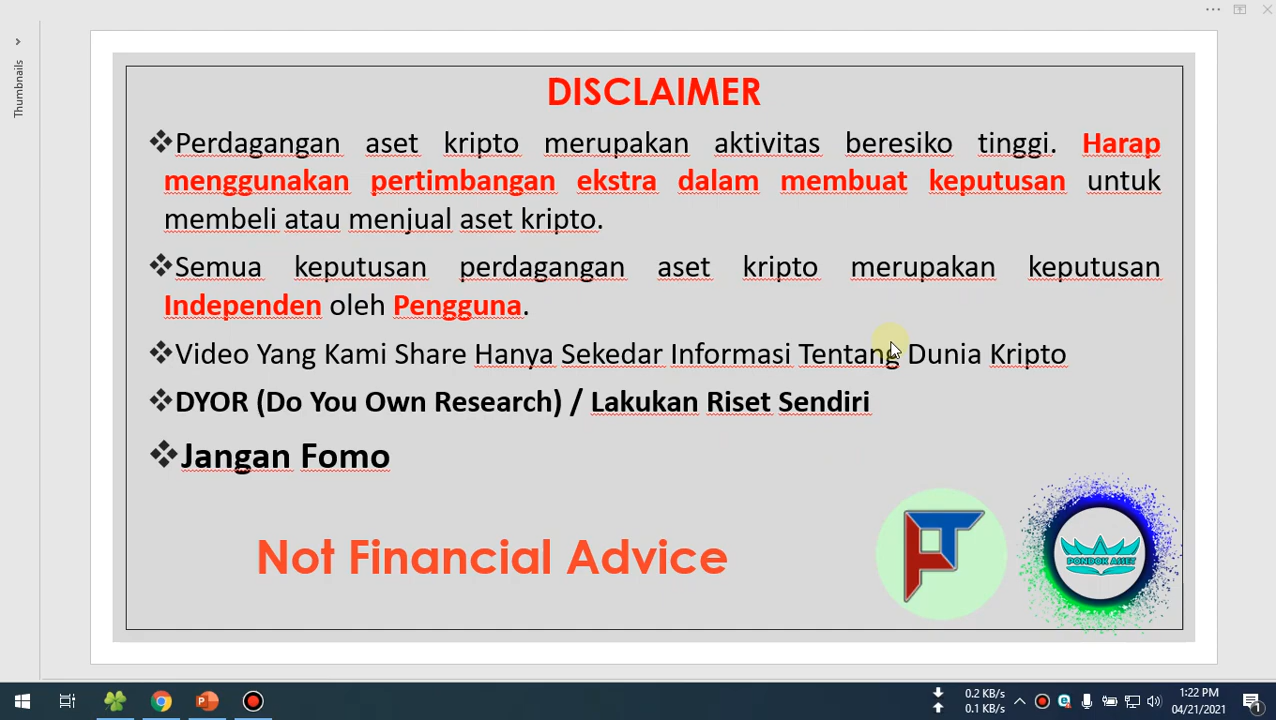 Thumbnails
DISCLAIMER
❖Perdagangan aset kripto merupakan aktivitas beresiko tinggi. Harap
menggunakan pertimbangan ekstra dalam membuat keputusan untuk
membeli atau menjual aset kripto.
❖Semua keputusan perdagangan aset kripto merupakan keputusan
Independen oleh Pengguna.
❖Video Yang Kami Share Hanya Sekedar Informasi Tentang Dunia Kripto
❖DYOR (Do You Own Research) / Lakukan Riset Sendiri
❖Jangan Fomo
Not Financial Advice
PONDOK ASSET
0.2 KB/s
0.1 KB/s
1:22 PM
04/21/2021
1